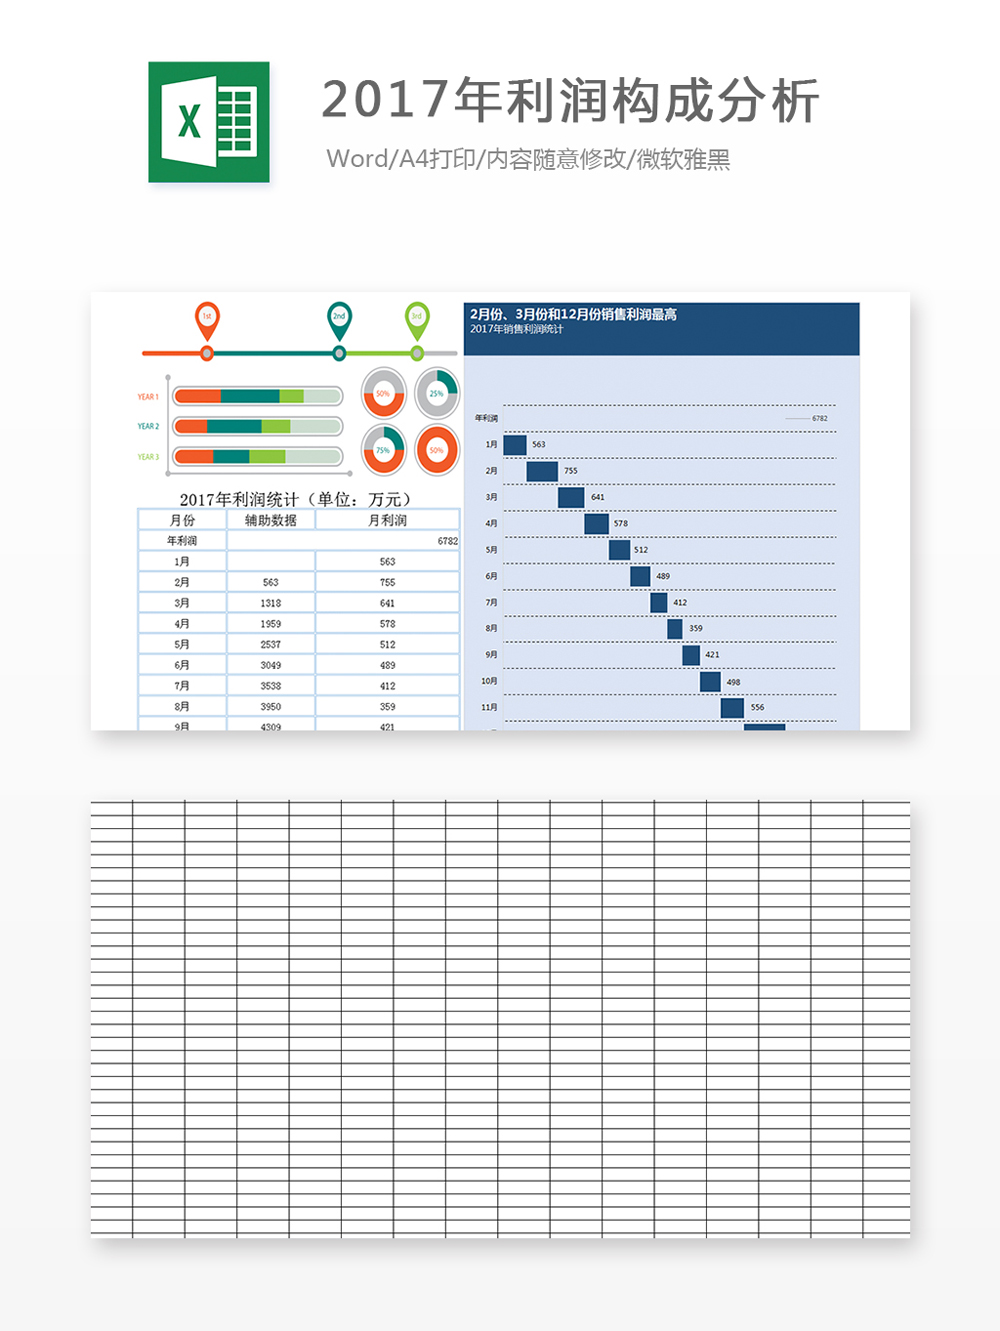 X
2017年利润构成分析
Word/A4打印/内容随意修改/微软雅黑
1st
2nd
3rd
YEAR 1
YEAR 2
YEAR 3
50%
25%
75%
50%
2017年利润统计（单位：万元）
月份 辅助数据 月利润
年利润 6782
1月 563
2月 563 755
3月 1318 641
4月 1959 578
5月 2537 512
6月 3049 489
7月 3538 412
8月 3950 359
9月 4309 421
2月份、3月份和12月份销售利润最高
2017年销售利润统计
年利润 6782
1月 563
2月 755
3月 641
4月 578
5月 512
6月 489
7月 412
8月 359
9月 421
10月 498
11月 556